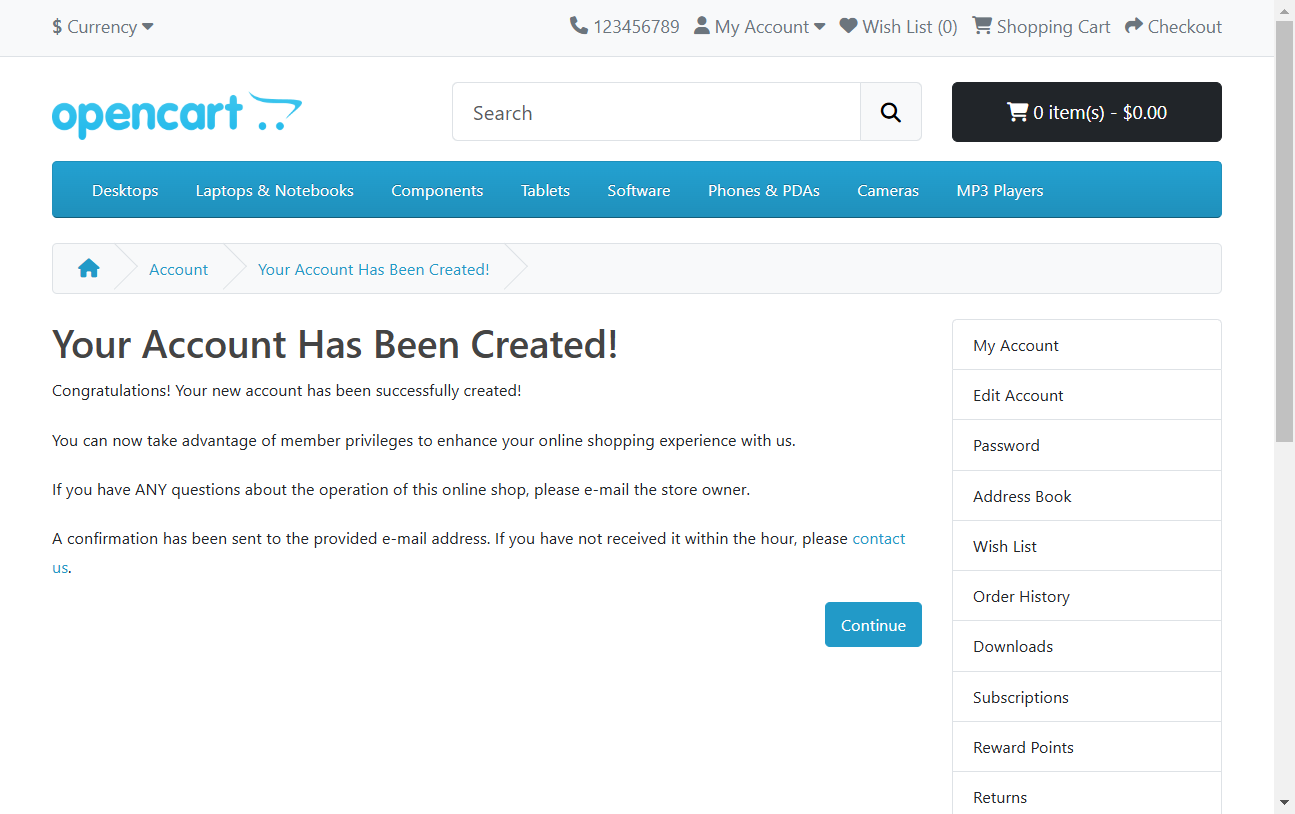 $ Currency
123456789 My Account Wish List (0) Shopping Cart Checkout
opencart
Search
0 item(s) - $0.00
Desktops Laptops & Notebooks Components Tablets Software Phones & PDAs Cameras MP3 Players
Account Your Account Has Been Created!
Your Account Has Been Created!
Congratulations! Your new account has been successfully created!
You can now take advantage of member privileges to enhance your online shopping experience with us.
If you have ANY questions about the operation of this online shop, please e-mail the store owner.
A confirmation has been sent to the provided e-mail address. If you have not received it within the hour, please contact
us.
Continue
My Account
Edit Account
Password
Address Book
Wish List
Order History
Downloads
Subscriptions
Reward Points
Returns